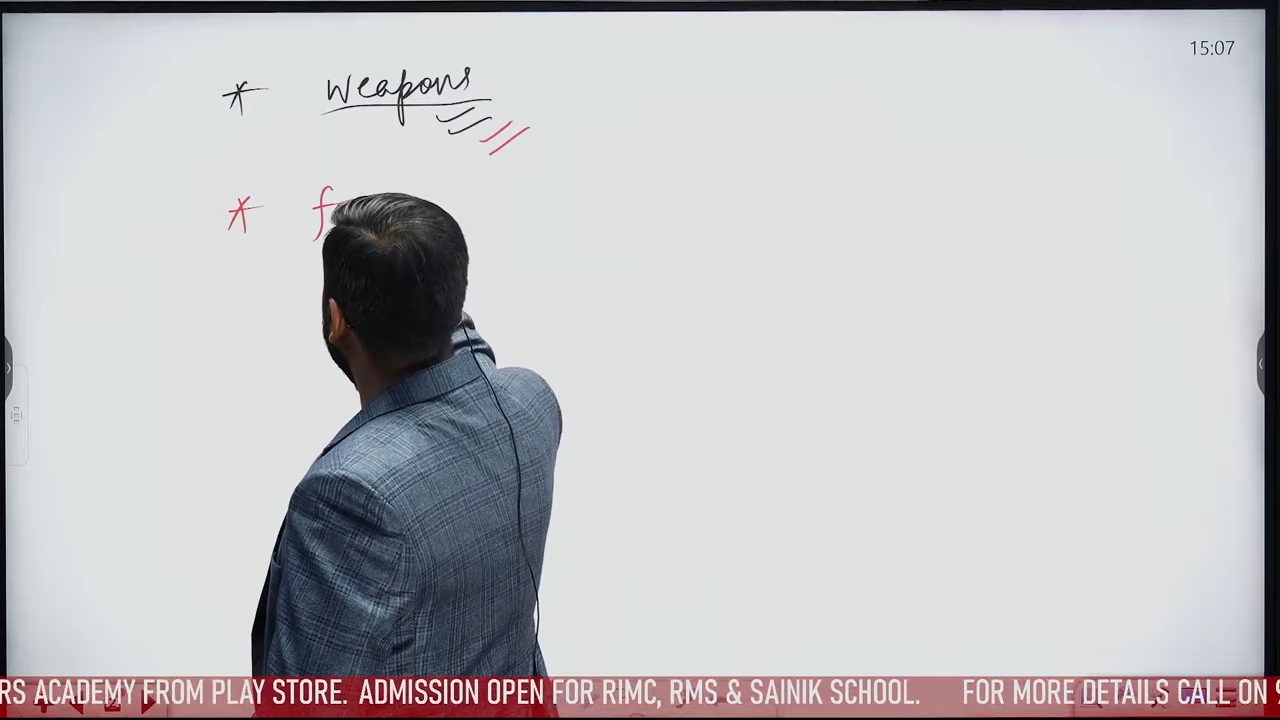 15:07
* weapons
* f
RS ACADEMY FROM PLAY STORE. ADMISSION OPEN FOR RIMC, RMS & SAINIK SCHOOL. FOR MORE DETAILS CALL ON 9